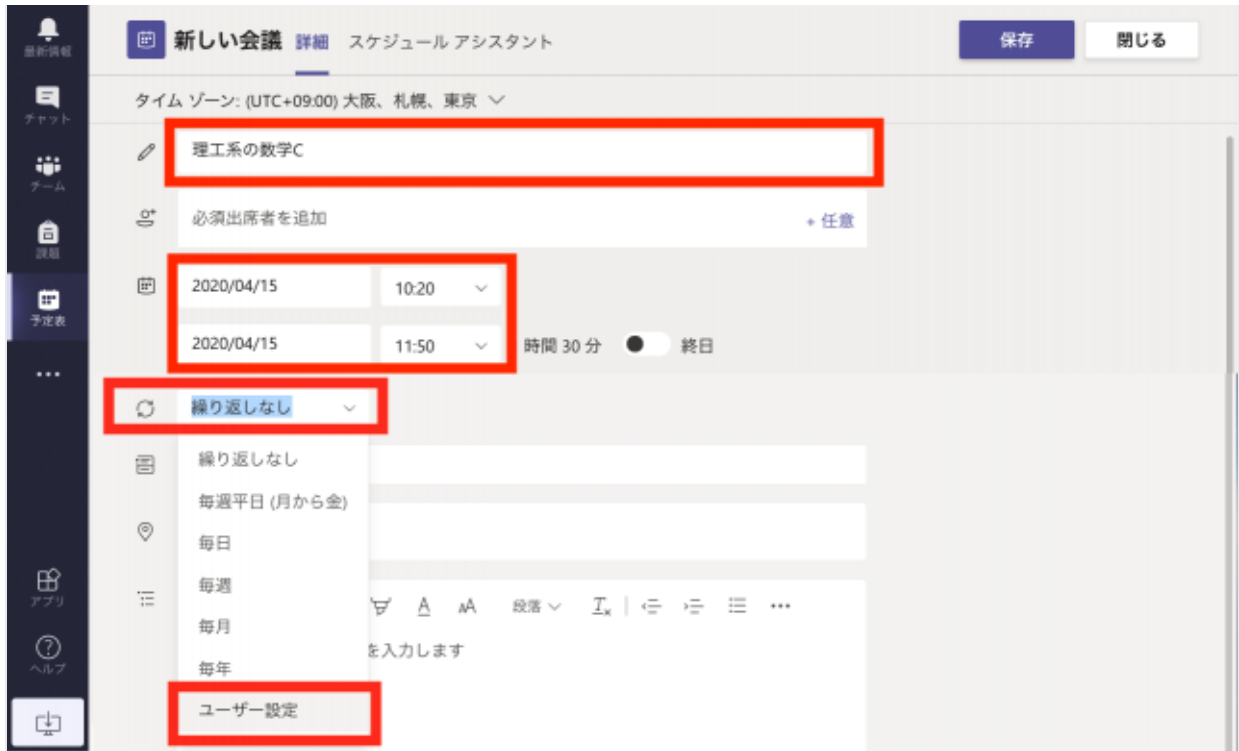 最新情報
チャット
チーム
課題
予定表
アプリ
ヘルプ
新しい会議 詳細 スケジュール アシスタント 保存 閉じる
タイム ゾーン: (UTC+09:00) 大阪、札幌、東京
理工系の数学C
必須出席者を追加 + 任意
2020/04/15 10:20
2020/04/15 11:50 時間 30 分 終日
繰り返しなし
繰り返しなし
毎週平日 (月から金)
毎日
毎週
毎月
毎年
ユーザー設定
A AA 段落 Tx
を入力します